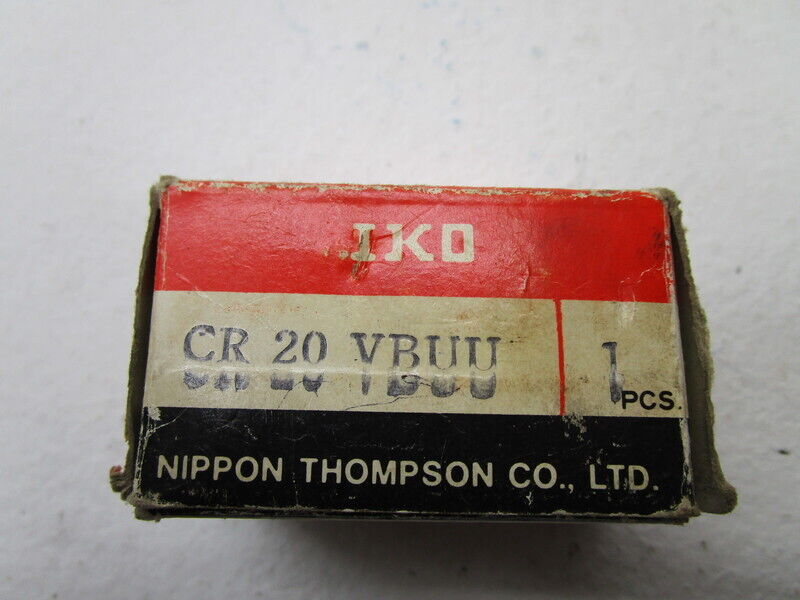 IKO
CR 20 VBUU 1
PCS.
NIPPON THOMPSON CO., LTD.